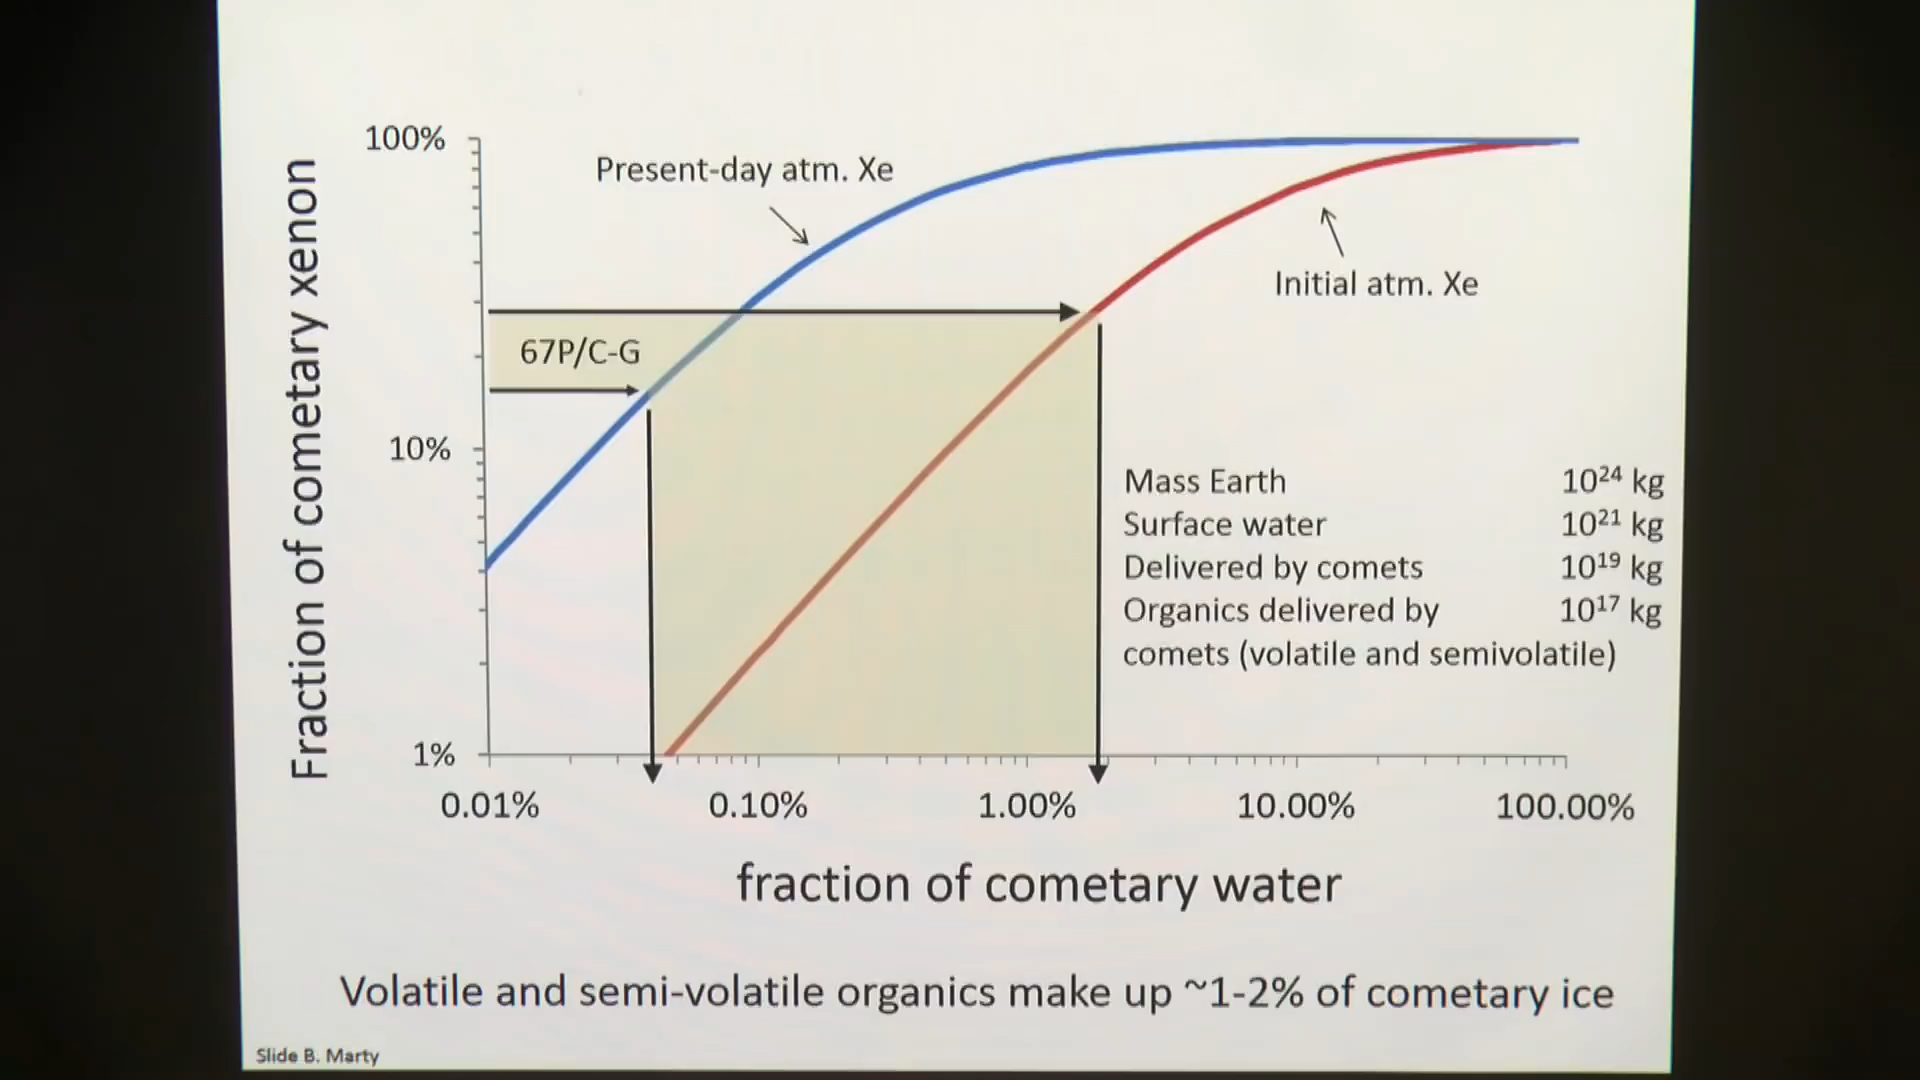 100%
Present-day atm. Xe
Initial atm. Xe
67P/C-G
10%
Mass Earth 10²⁴ kg
Surface water 10²¹ kg
Delivered by comets 10¹⁹ kg
Organics delivered by 10¹⁷ kg
comets (volatile and semivolatile)
1%
Fraction of cometary xenon
0.01% 0.10% 1.00% 10.00% 100.00%
fraction of cometary water
Volatile and semi-volatile organics make up ~1-2% of cometary ice
Slide B. Marty